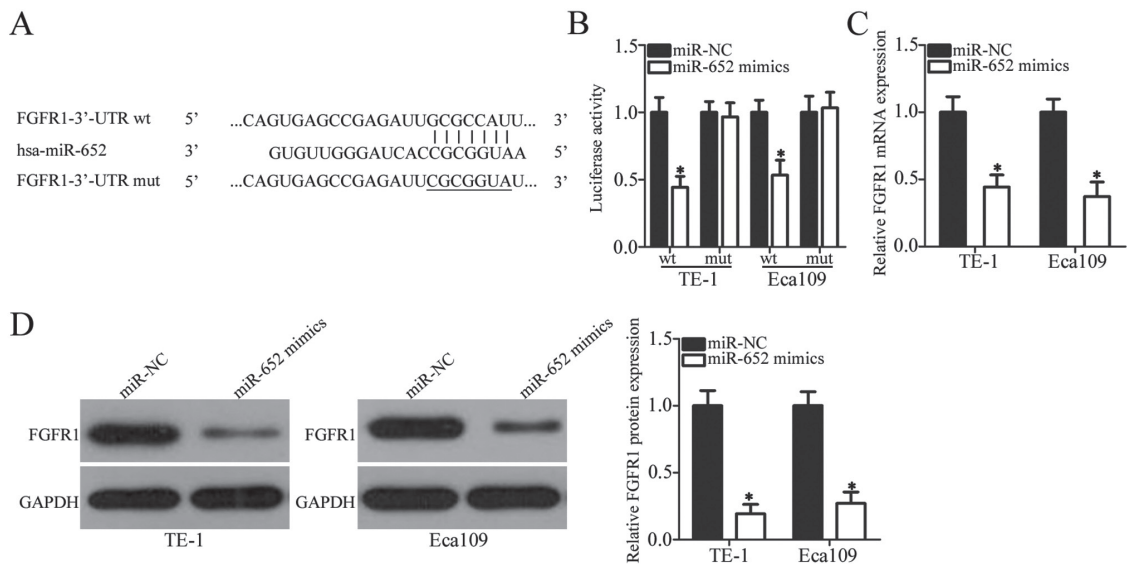 A
FGFR1-3'-UTR wt 5' ...CAGUGAGCCGAGAUUGCGCCAUU... 3'
hsa-miR-652 3' GUGUUGGGAUCACCGCGGUAA 5'
FGFR1-3'-UTR mut 5' ...CAGUGAGCCGAGAUUCGCGGUAU... 3'
B
miR-NC
miR-652 mimics
Luciferase activity
1.5
1.0
0.5
0.0
* *
wt mut wt mut
TE-1 Eca109
C
miR-NC
miR-652 mimics
Relative FGFR1 mRNA expression
1.5
1.0
0.5
0.0
* *
TE-1 Eca109
D
miR-NC miR-652 mimics
FGFR1
GAPDH
TE-1
miR-NC miR-652 mimics
FGFR1
GAPDH
Eca109
miR-NC
miR-652 mimics
Relative FGFR1 protein expression
1.5
1.0
0.5
0.0
* *
TE-1 Eca109